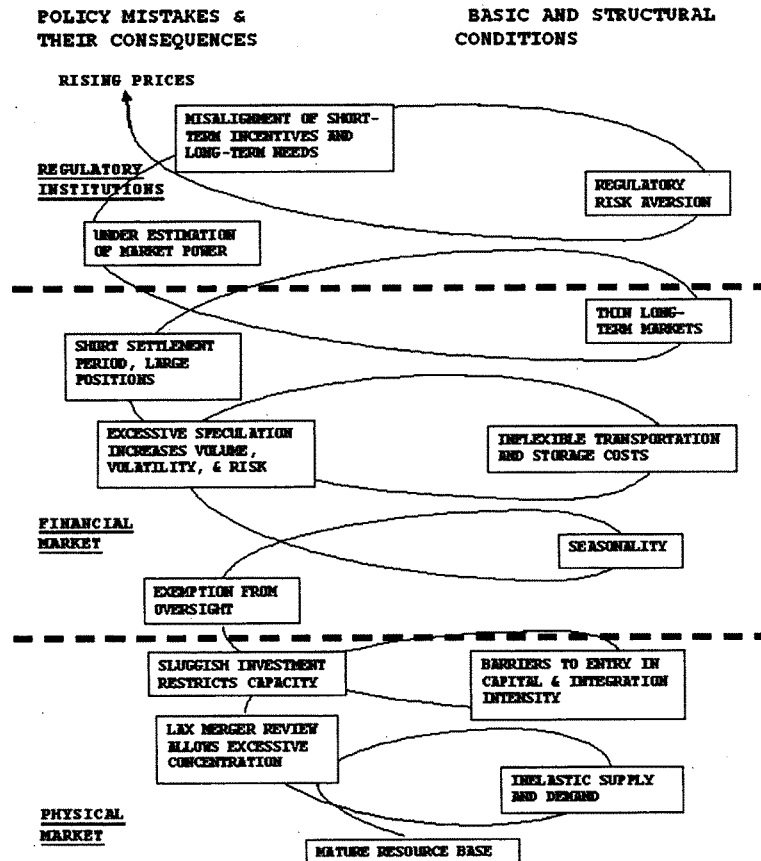 POLICY MISTAKES &
THEIR CONSEQUENCES
BASIC AND STRUCTURAL
CONDITIONS
RISING PRICES
MISALIGNMENT OF SHORT-
TERM INCENTIVES AND
LONG-TERM NEEDS
REGULATORY
INSTITUTIONS
REGULATORY
RISK AVERSION
UNDER ESTIMATION
OF MARKET POWER
THIN LONG-
TERM MARKETS
SHORT SETTLEMENT
PERIOD, LARGE
POSITIONS
EXCESSIVE SPECULATION
INCREASES VOLUME,
VOLATILITY, & RISK
INFLEXIBLE TRANSPORTATION
AND STORAGE COSTS
FINANCIAL
MARKET
SEASONALITY
EXEMPTION FROM
OVERSIGHT
SLUGGISH INVESTMENT
RESTRICTS CAPACITY
BARRIERS TO ENTRY IN
CAPITAL & INTEGRATION
INTENSITY
LAX MERGER REVIEW
ALLOWS EXCESSIVE
CONCENTRATION
INELASTIC SUPPLY
AND DEMAND
PHYSICAL
MARKET
MATURE RESOURCE BASE